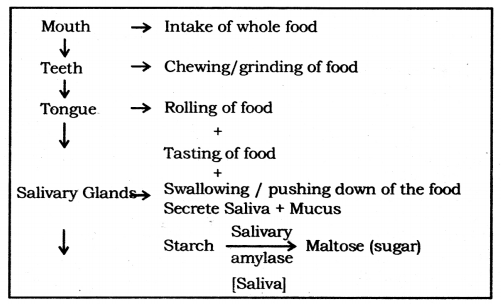 Mouth → Intake of whole food
↓
Teeth → Chewing/grinding of food
↓
Tongue → Rolling of food
↓ +
Tasting of food
+
Swallowing / pushing down of the food
Salivary Glands → Secrete Saliva + Mucus
↓ Starch Salivary amylase → Maltose (sugar)
[Saliva]